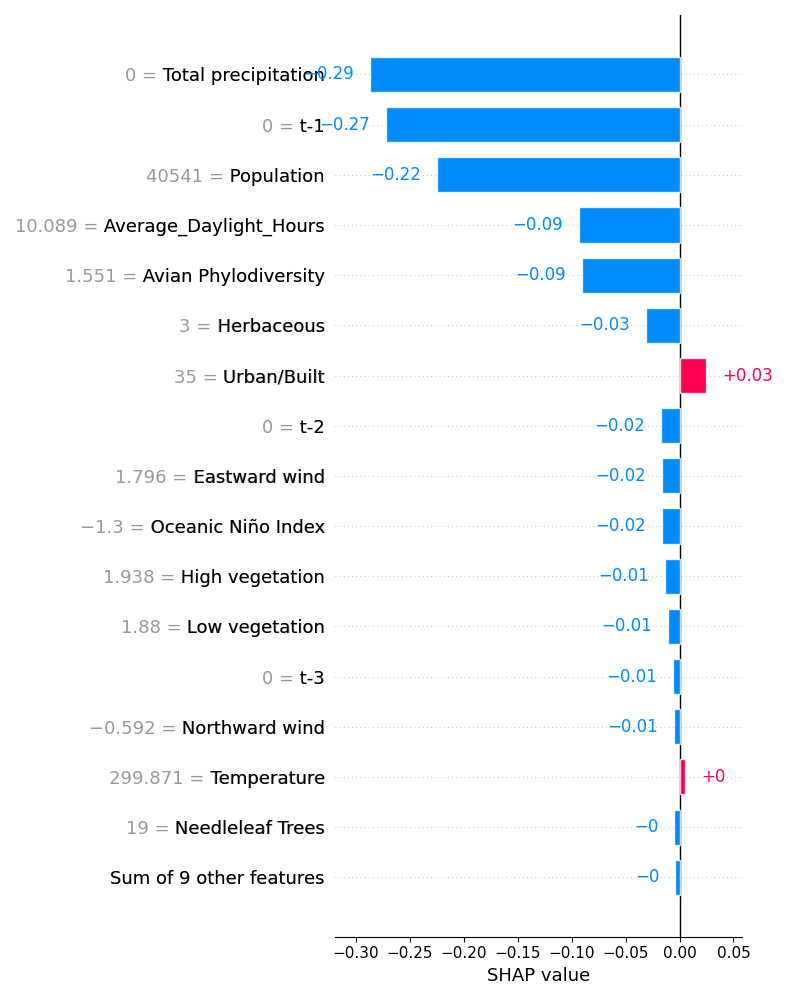 0 = Total precipitation −0.29
0 = t-1 −0.27
40541 = Population −0.22
10.089 = Average_Daylight_Hours −0.09
1.551 = Avian Phylodiversity −0.09
3 = Herbaceous −0.03
35 = Urban/Built +0.03
0 = t-2 −0.02
1.796 = Eastward wind −0.02
−1.3 = Oceanic Niño Index −0.02
1.938 = High vegetation −0.01
1.88 = Low vegetation −0.01
0 = t-3 −0.01
−0.592 = Northward wind −0.01
299.871 = Temperature +0
19 = Needleleaf Trees −0
Sum of 9 other features −0
−0.30 −0.25 −0.20 −0.15 −0.10 −0.05 0.00 0.05
SHAP value